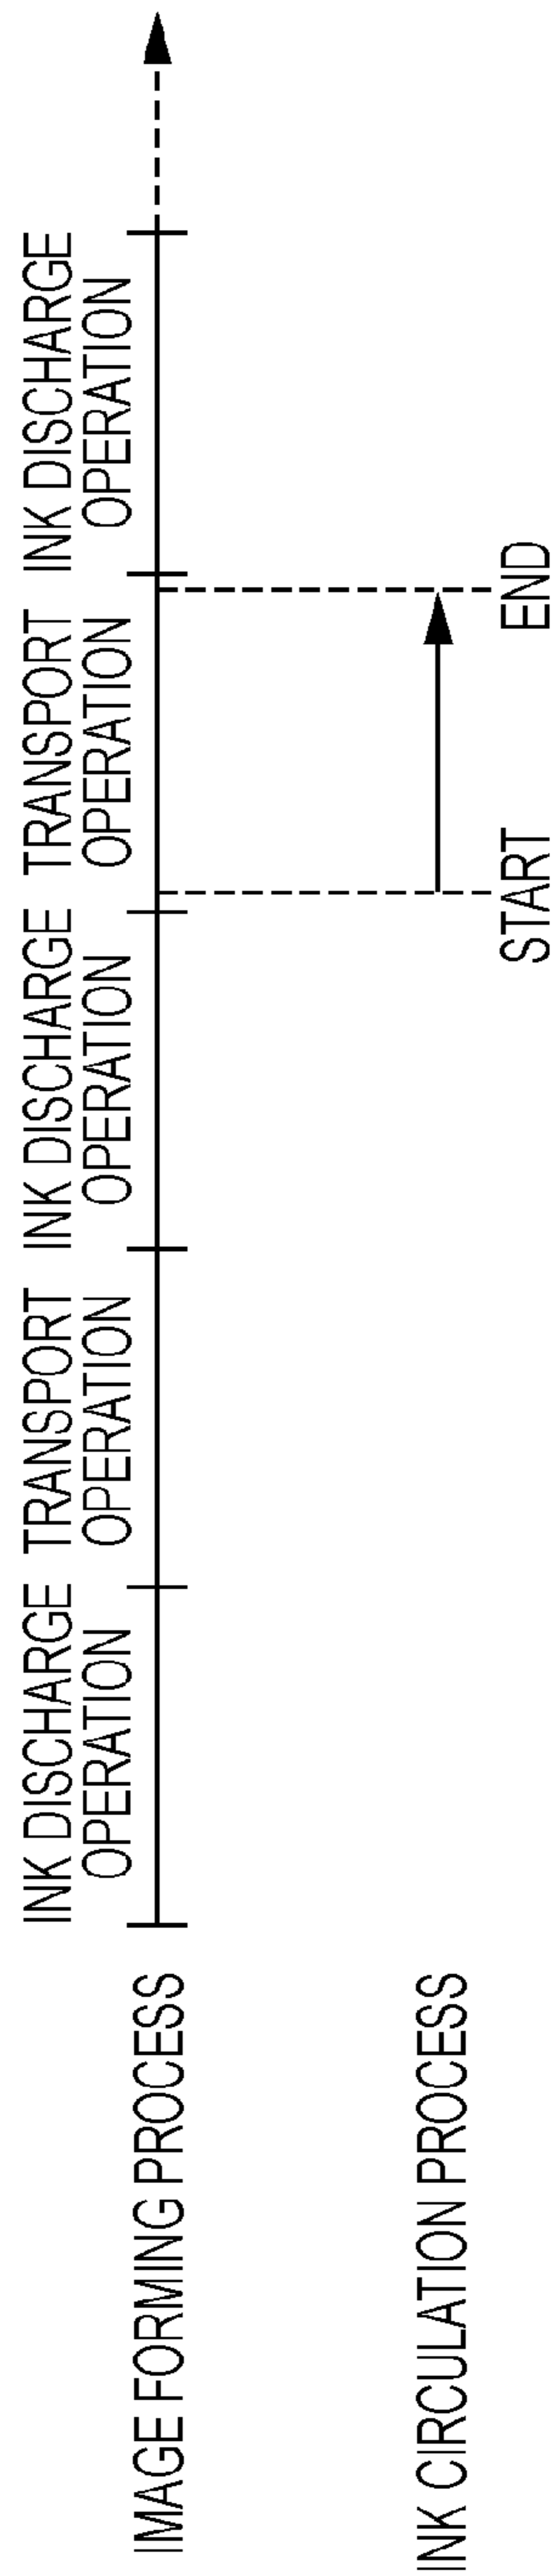 INK DISCHARGE
OPERATION
TRANSPORT
OPERATION
INK DISCHARGE
OPERATION
TRANSPORT
OPERATION
INK DISCHARGE
OPERATION
IMAGE FORMING PROCESS
INK CIRCULATION PROCESS
START
END